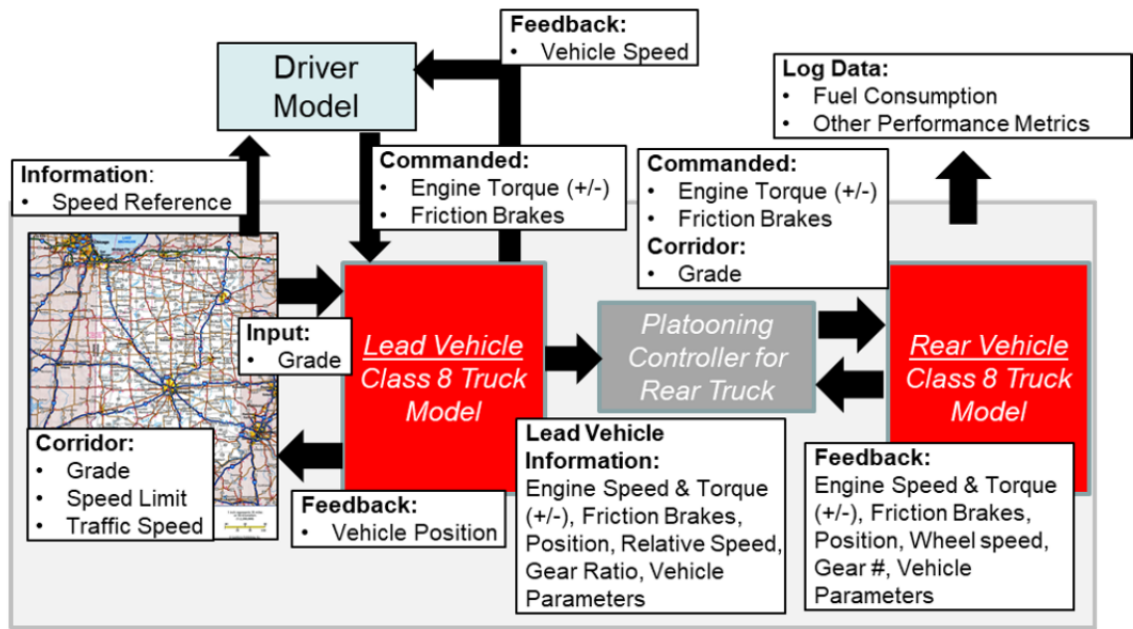 Feedback:
• Vehicle Speed
Driver
Model
Log Data:
• Fuel Consumption
• Other Performance Metrics
Information:
• Speed Reference
Commanded:
• Engine Torque (+/-)
• Friction Brakes
Commanded:
• Engine Torque (+/-)
• Friction Brakes
Corridor:
• Grade
Input:
• Grade
Lead Vehicle
Class 8 Truck
Model
Platooning
Controller for
Rear Truck
Rear Vehicle
Class 8 Truck
Model
Corridor:
• Grade
• Speed Limit
• Traffic Speed
Feedback:
• Vehicle Position
Lead Vehicle
Information:
Engine Speed & Torque
(+/-), Friction Brakes,
Position, Relative Speed,
Gear Ratio, Vehicle
Parameters
Feedback:
Engine Speed & Torque
(+/-), Friction Brakes,
Position, Wheel speed,
Gear #, Vehicle
Parameters